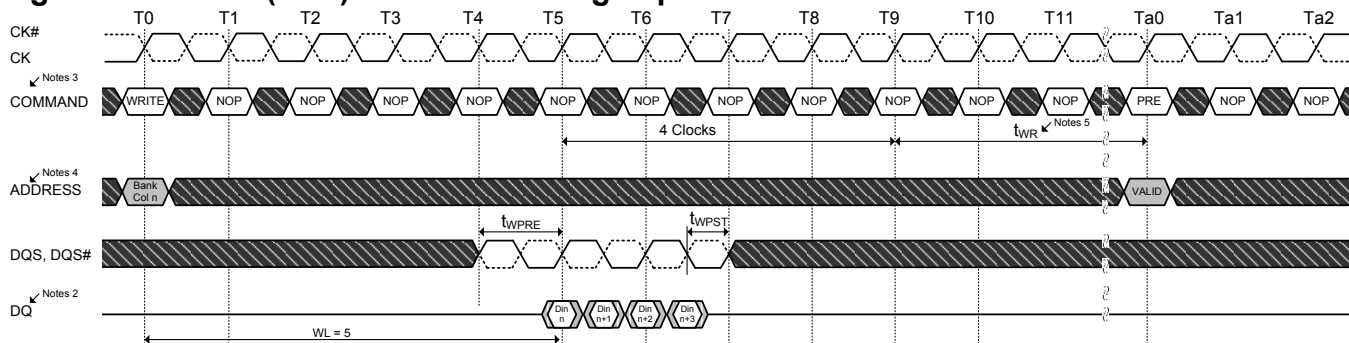 T0 T1 T2 T3 T4 T5 T6 T7 T8 T9 T10 T11 Ta0 Ta1 Ta2
CK#
CK
Notes 3
COMMAND WRITE NOP NOP NOP NOP NOP NOP NOP NOP NOP NOP NOP PRE NOP NOP
4 Clocks tWR Notes 5
Notes 4
ADDRESS Bank Col n VALID
tWPRE tWPST
DQS, DQS#
Notes 2
DQ Din n Din n+1 Din n+2 Din n+3
WL = 5